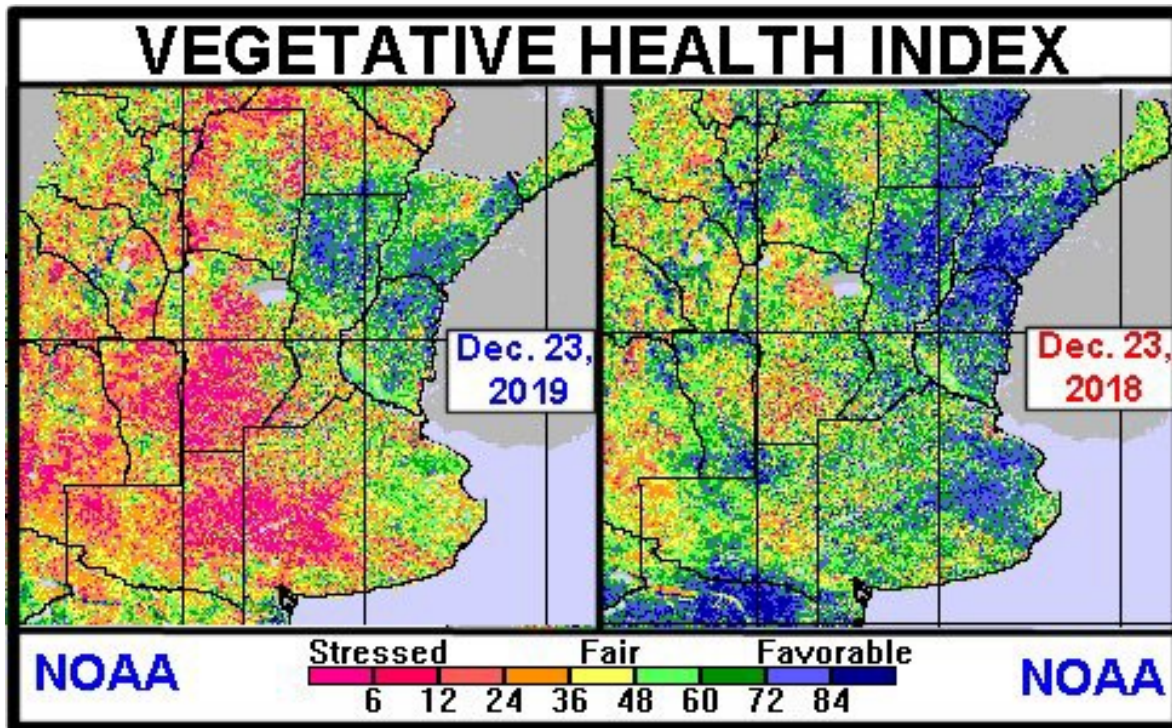 VEGETATIVE HEALTH INDEX
Dec. 23,
2019
Dec. 23,
2018
NOAA
Stressed Fair Favorable
6 12 24 36 48 60 72 84
NOAA